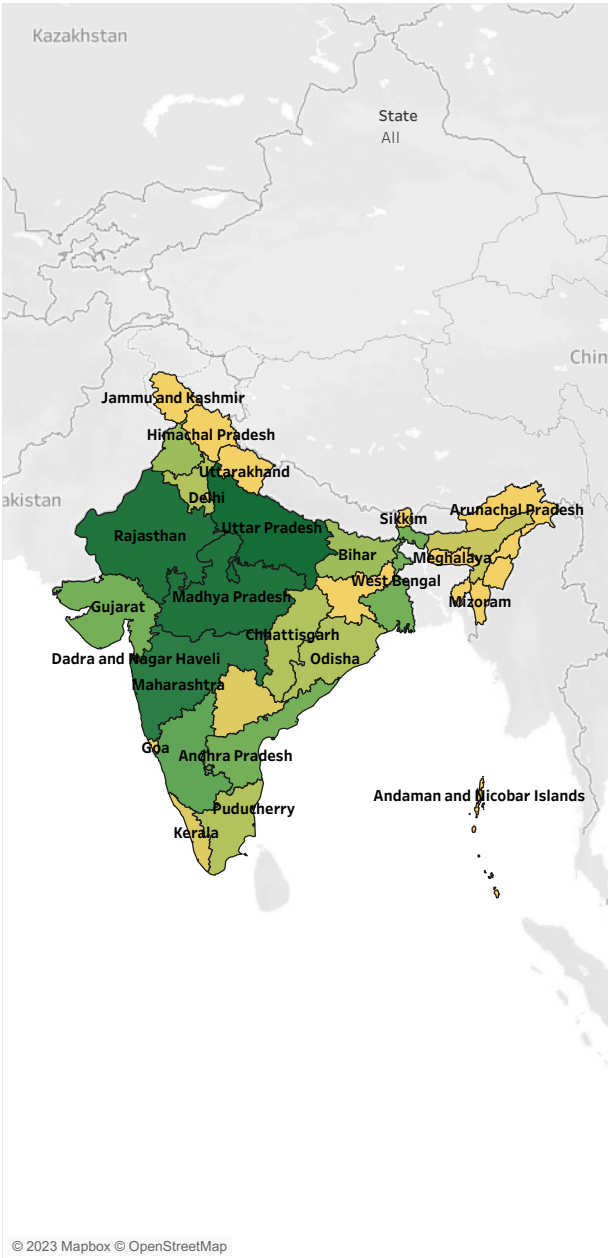 Kazakhstan
State
All
Chin
Jammu and Kashmir
Himachal Pradesh
Uttarakhand
akistan
Delhi
Sikkim
Arunachal Pradesh
Rajasthan
Uttar Pradesh
Bihar
Meghalaya
West Bengal
Madhya Pradesh
Mizoram
Gujarat
Chhattisgarh
Dadra and Nagar Haveli
Odisha
Maharashtra
Goa
Andhra Pradesh
Andaman and Nicobar Islands
Puducherry
Kerala
© 2023 Mapbox © OpenStreetMap